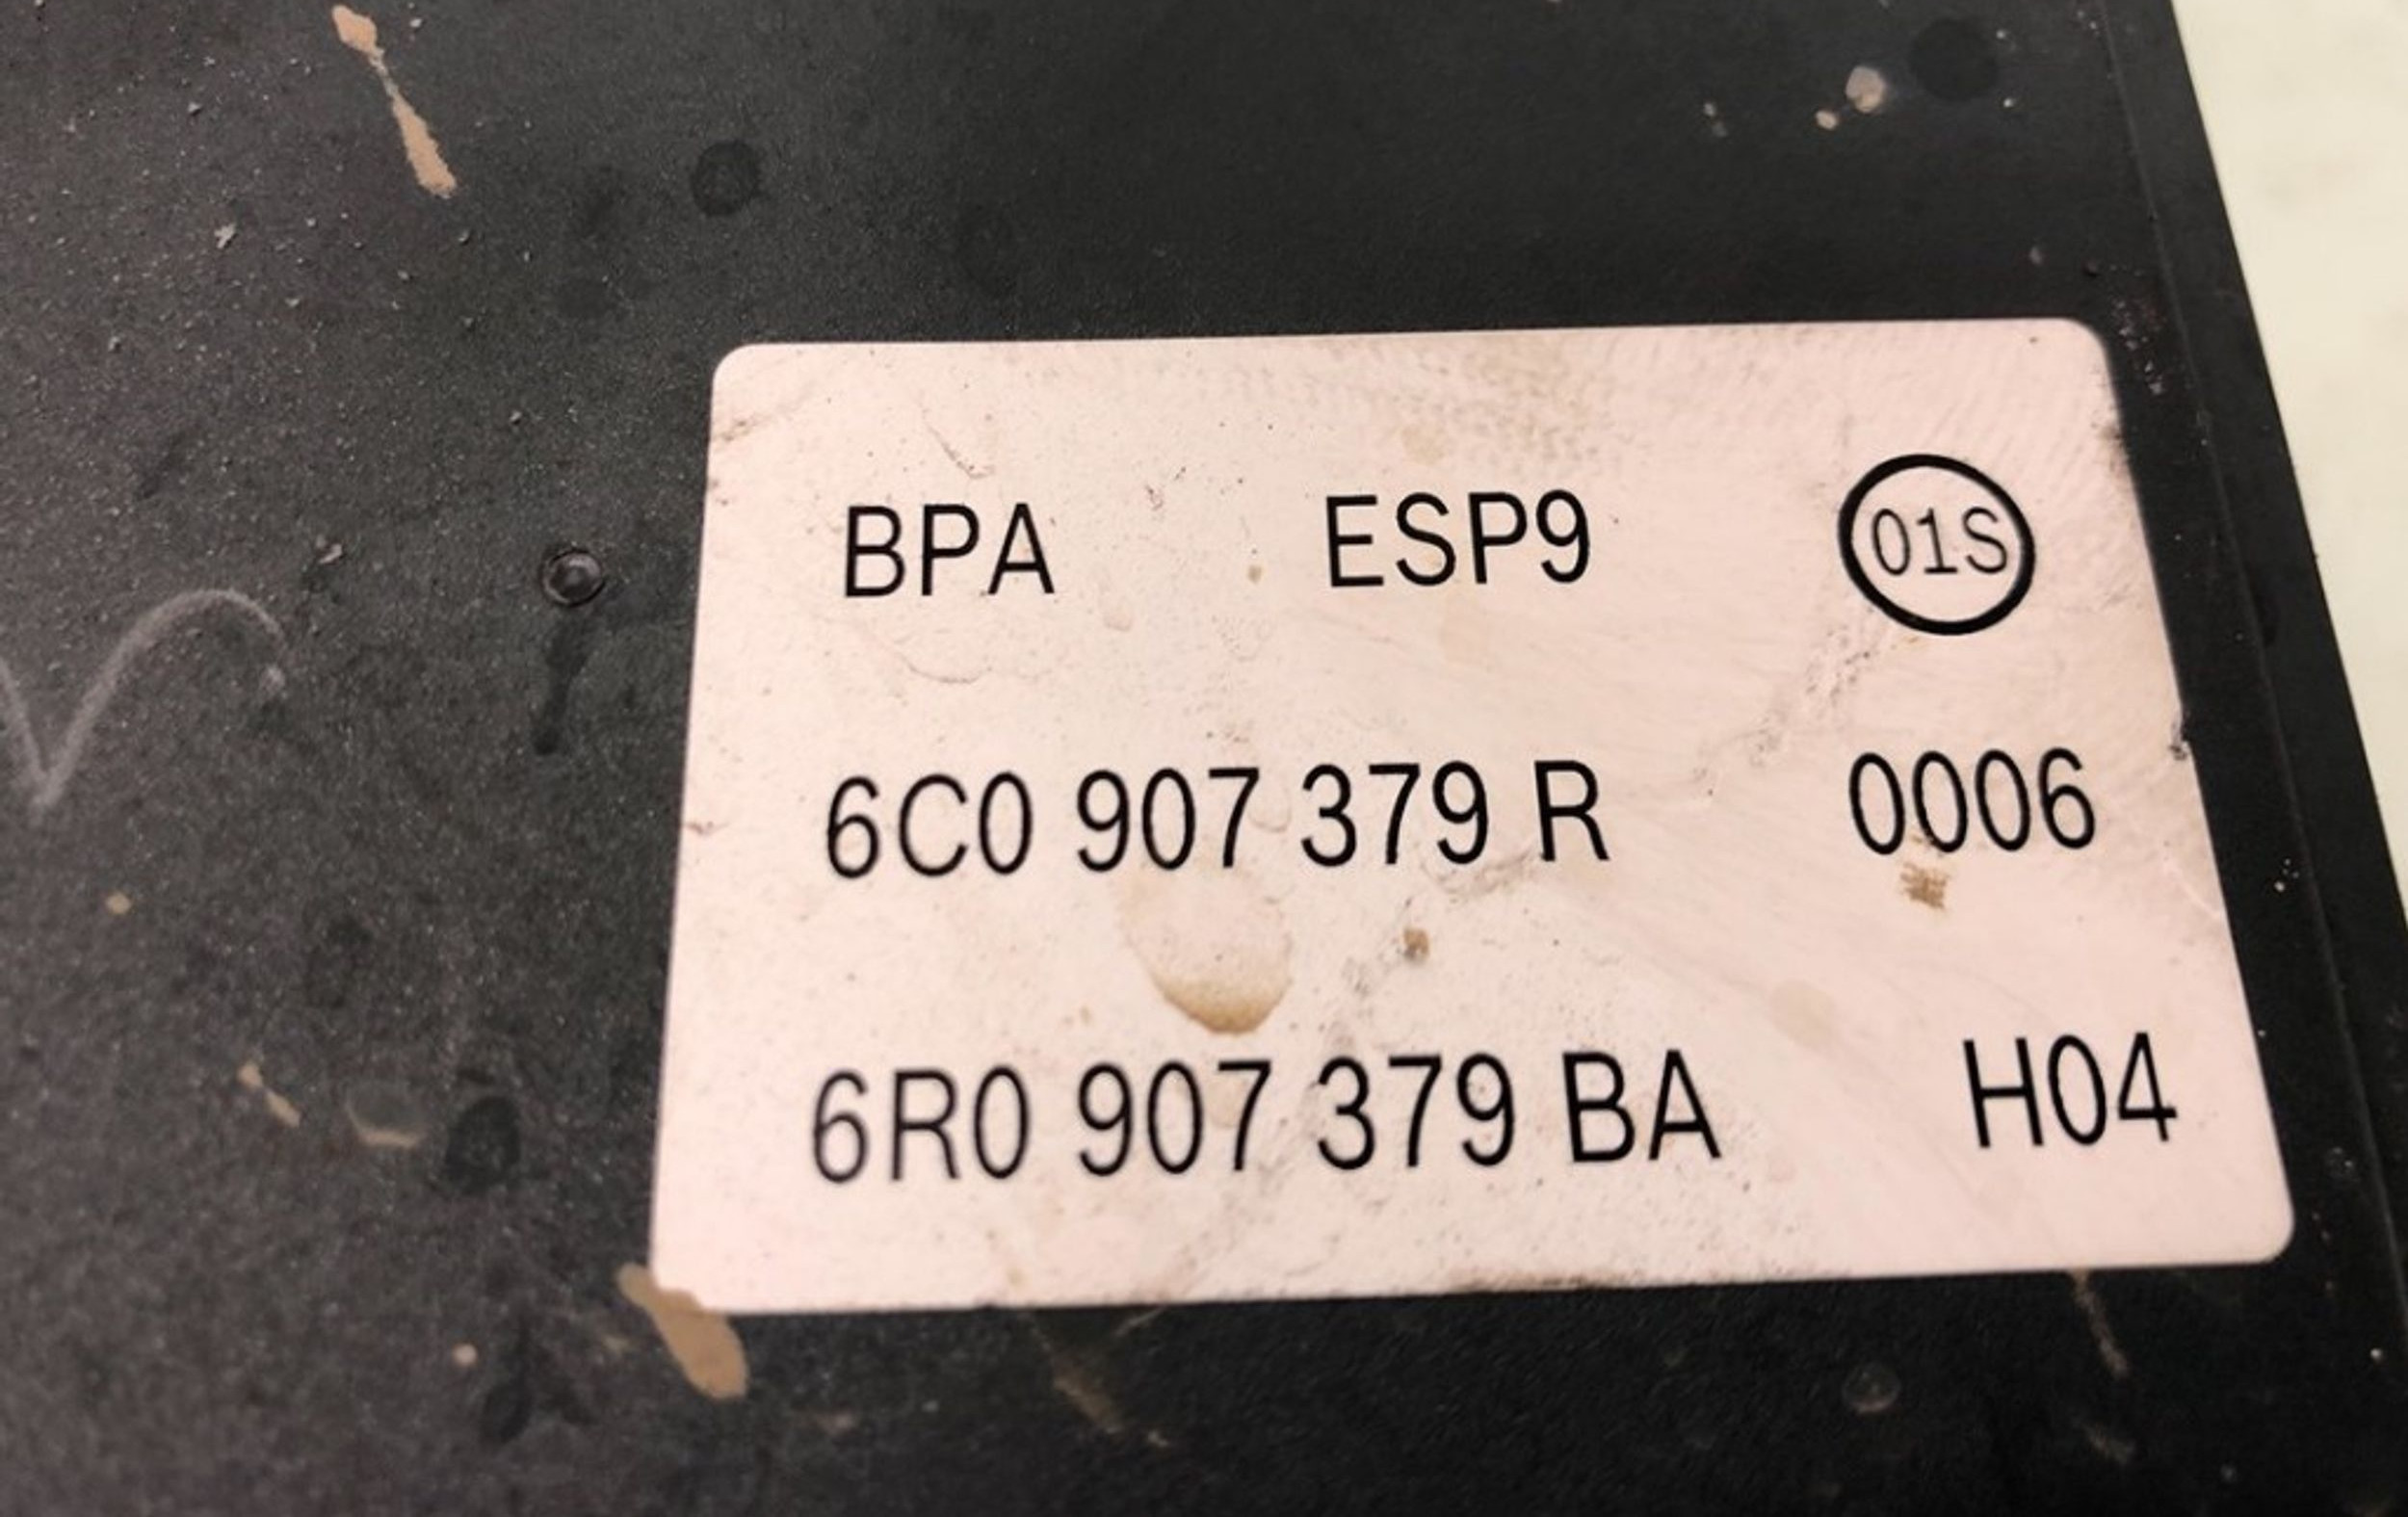 BPA ESP9 01S
6C0 907 379 R 0006
6R0 907 379 BA H04